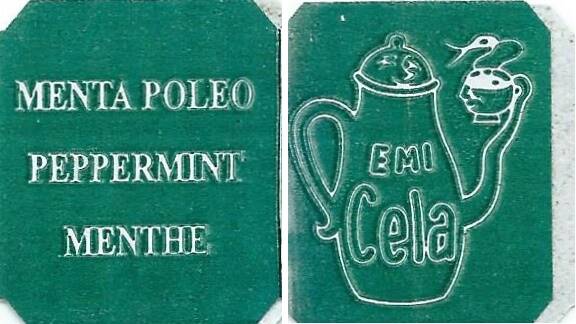 MENTA POLEO
PEPPERMINT
MENTHE
EMI
Cela